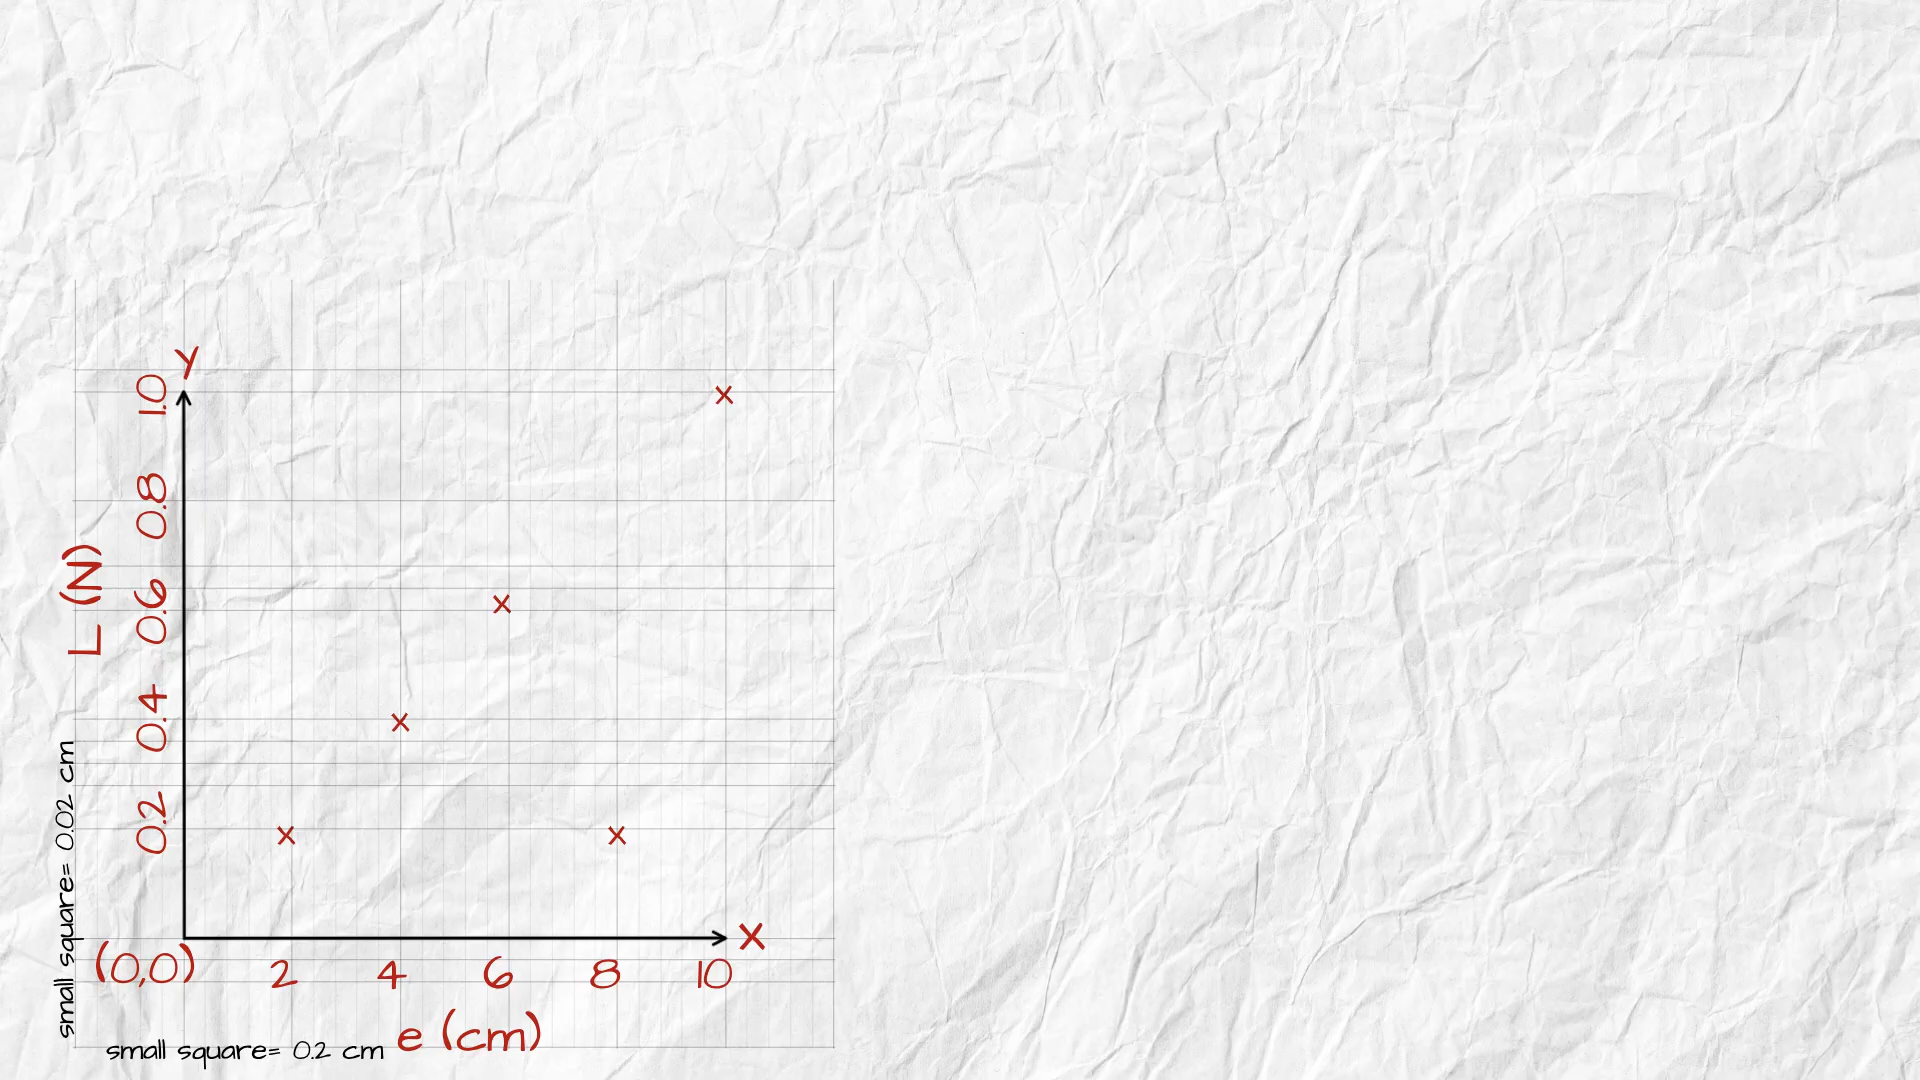 Y
1.0
0.8
0.6
0.4
0.2
L (N)
small square= 0.02 cm
(0,0)
2
4
6
8
10
X
e (cm)
small square= 0.2 cm